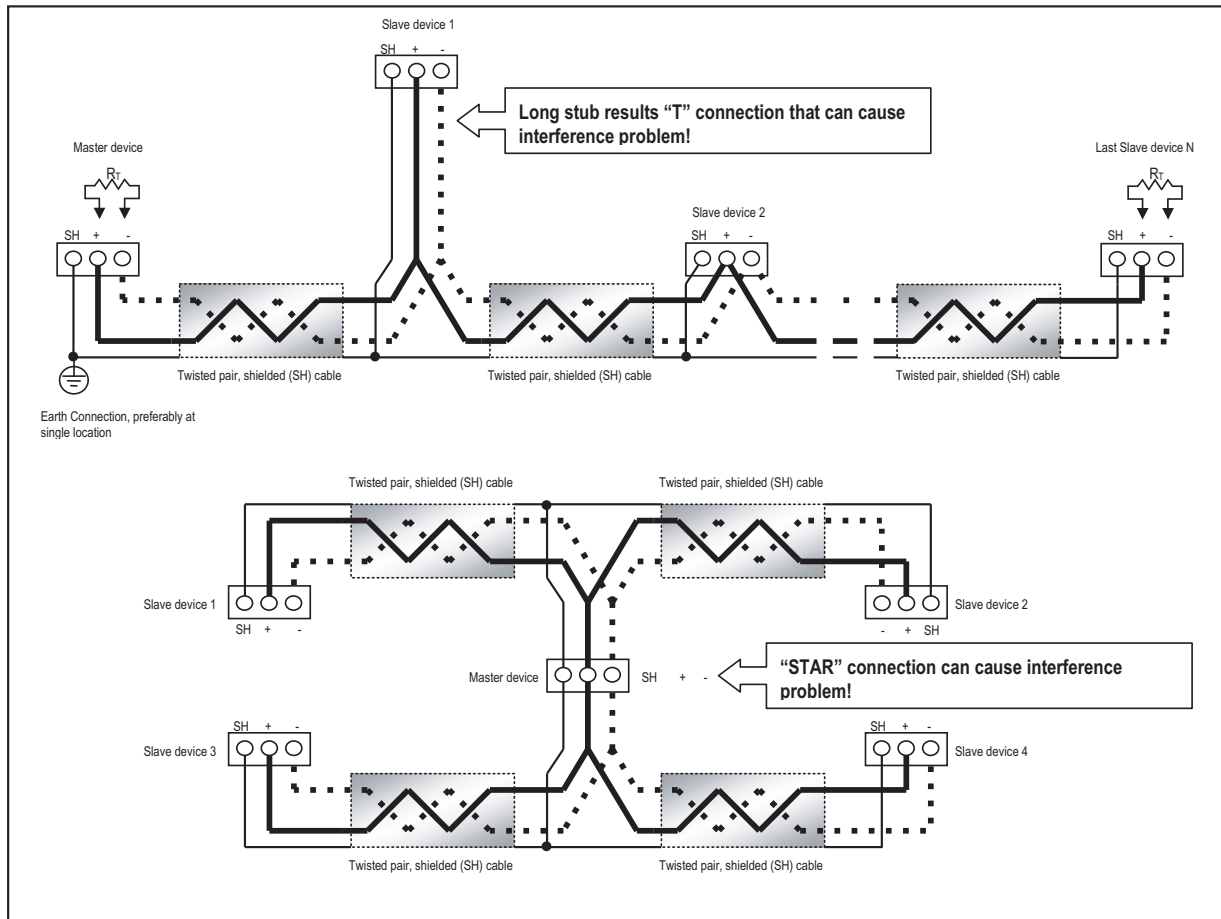 Slave device 1
SH + -
Long stub results “T” connection that can cause
interference problem!
Master device
RT
SH + -
Slave device 2
SH + -
Last Slave device N
RT
SH + -
Twisted pair, shielded (SH) cable
Twisted pair, shielded (SH) cable
Twisted pair, shielded (SH) cable
Earth Connection, preferably at
single location
Twisted pair, shielded (SH) cable
Twisted pair, shielded (SH) cable
Slave device 1
SH + -
Slave device 2
- + SH
Master device
SH + -
“STAR” connection can cause interference
problem!
Slave device 3
SH + -
Slave device 4
SH + -
Twisted pair, shielded (SH) cable
Twisted pair, shielded (SH) cable